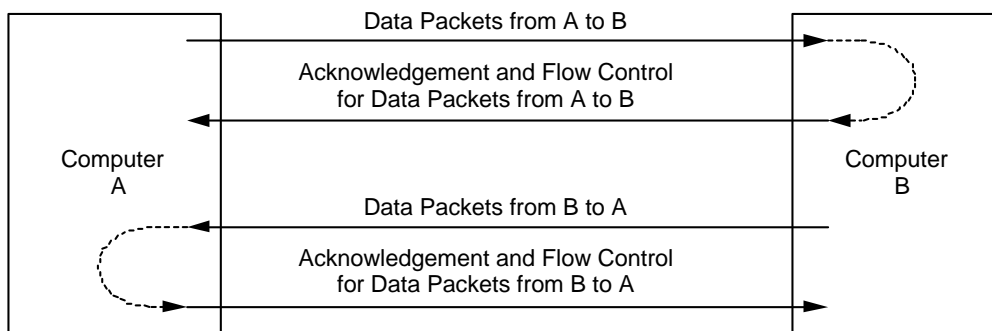 Data Packets from A to B
Acknowledgement and Flow Control
for Data Packets from A to B
Computer
A
Computer
B
Data Packets from B to A
Acknowledgement and Flow Control
for Data Packets from B to A